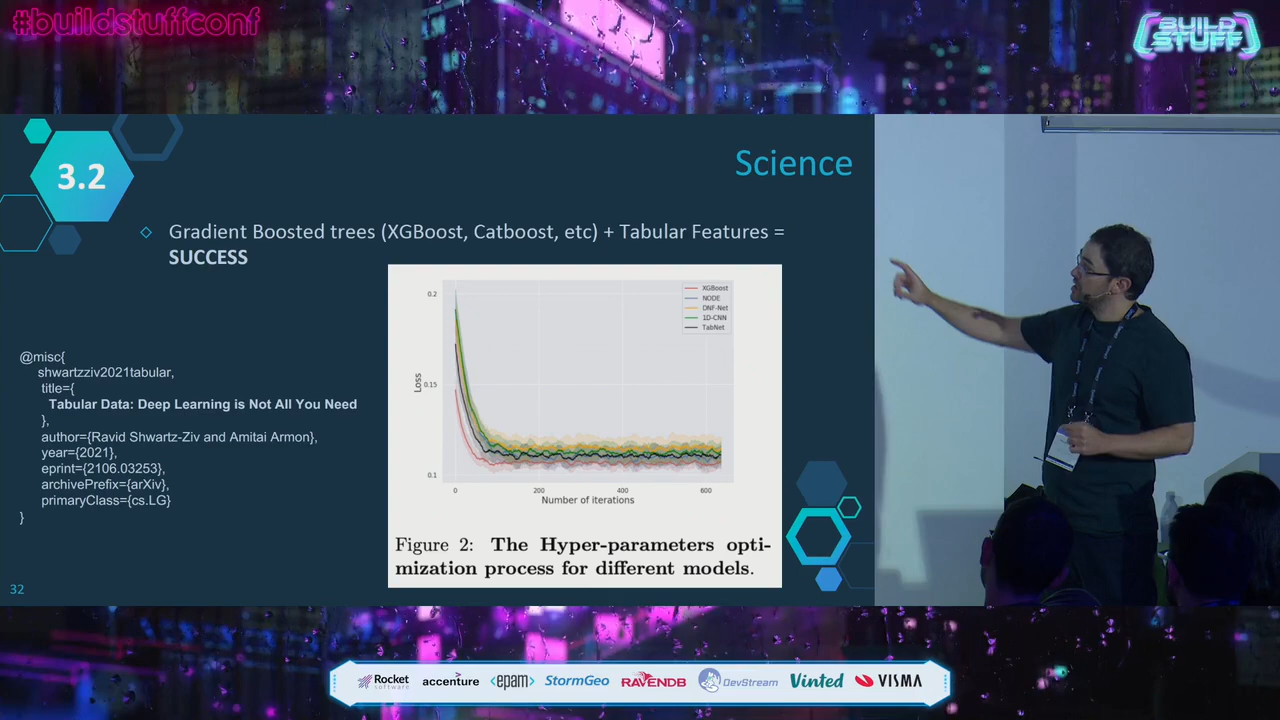 #buildstuffconf
BUILD
STUFF
3.2
Science
Gradient Boosted trees (XGBoost, Catboost, etc) + Tabular Features =
SUCCESS
@misc{
shwartzziv2021tabular,
title={
Tabular Data: Deep Learning is Not All You Need
},
author={Ravid Shwartz-Ziv and Amitai Armon},
year={2021},
eprint={2106.03253},
archivePrefix={arXiv},
primaryClass={cs.LG}
}
XGBoost
NODE
DNF-Net
1D-CNN
TabNet
0.2
0.15
0.1
Loss
0 200 400 600
Number of iterations
Figure 2: The Hyper-parameters opti-
mization process for different models.
32
Rocket
software
accenture
<epam>
StormGeo
RAVENDB
DevStream
Vinted
VISMA